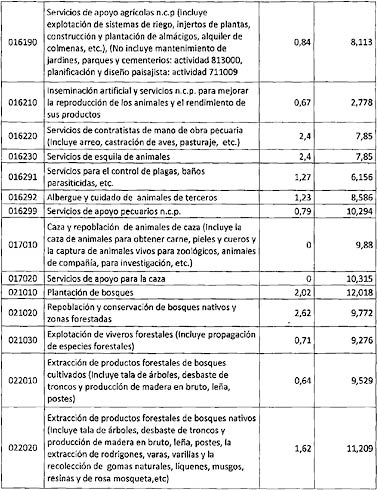 Servicios de apoyo agrícolas n.c.p (Incluye
explotación de sistemas de riego, injertos de plantas,
construcción y plantación de almácigos, alquiler de
016190 colmenas, etc.), (No incluye mantenimiento de 0,84 8,113
jardines, parques y cementerios: actividad 813000,
planificación y diseño paisajista: actividad 711009
Inseminación artificial y servicios n.c.p. para mejorar
016210 la reproducción de los animales y el rendimiento de 0,67 2,778
sus productos
016220 Servicios de contratistas de mano de obra pecuaria 2,4 7,85
(Incluye arreo, castración de aves, pasturaje, etc.)
016230 Servicios de esquila de animales 2,4 7,85
016291 Servicios para el control de plagas, baños 1,27 6,156
parasiticidas, etc.
016292 Albergue y cuidado de animales de terceros 1,23 8,586
016299 Servicios de apoyo pecuarios n.c.p. 0,79 10,294
Caza y repoblación de animales de caza (Incluye la
017010 caza de animales para obtener carne, pieles y cueros y 0 9,88
la captura de animales vivos para zoológicos, animales
de compañía, para investigación, etc.)
017020 Servicios de apoyo para la caza 0 10,315
021010 Plantación de bosques 2,02 12,018
021020 Repoblación y conservación de bosques nativos y 2,62 9,772
zonas forestadas
021030 Explotación de viveros forestales (Incluye propagación 0,71 9,276
de especies forestales)
Extracción de productos forestales de bosques
022010 cultivados (Incluye tala de árboles, desbaste de 0,64 9,529
troncos y producción de madera en bruto, leña,
postes)
Extracción de productos forestales de bosques nativos
(Incluye tala de árboles, desbaste de troncos y
022020 producción de madera en bruto, leña, postes, la 1,62 11,209
extracción de rodrigones, varas, varillas y la
recolección de gomas naturales, líquenes, musgos,
resinas y de rosa mosqueta,etc)